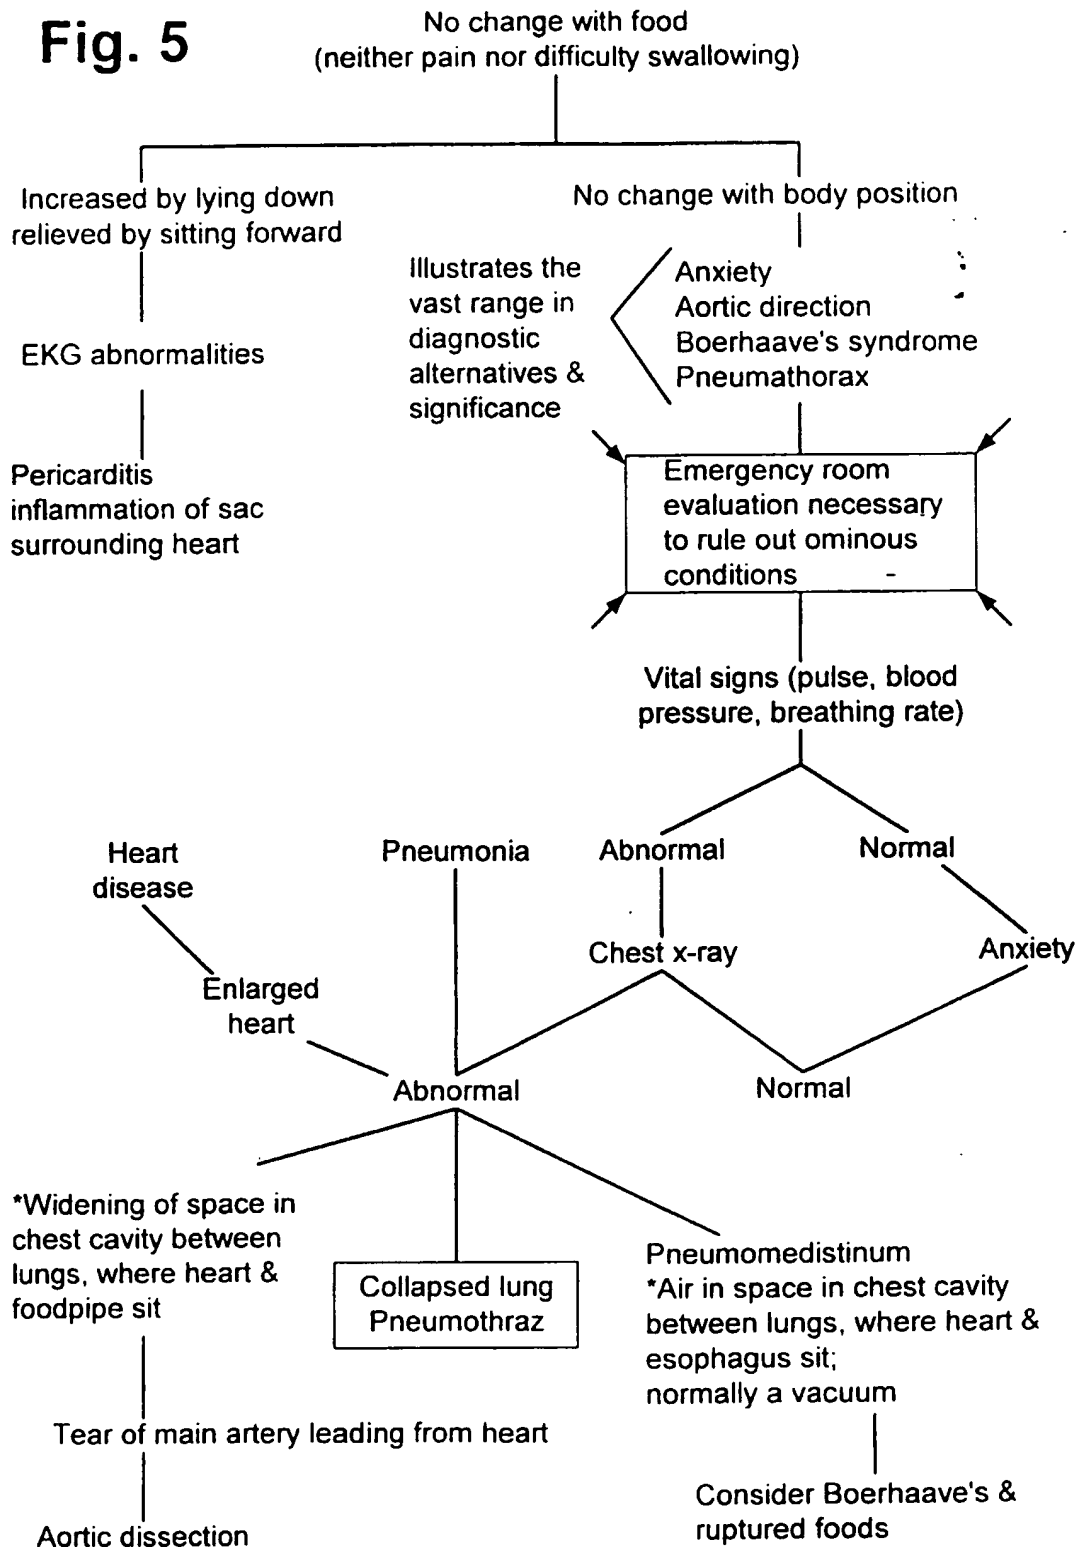 Fig. 5
No change with food
(neither pain nor difficulty swallowing)
Increased by lying down
relieved by sitting forward
EKG abnormalities
Pericarditis
inflammation of sac
surrounding heart
No change with body position
Illustrates the
vast range in
diagnostic
alternatives &
significance
Anxiety
Aortic direction
Boerhaave's syndrome
Pneumathorax
Emergency room
evaluation necessary
to rule out ominous
conditions
Vital signs (pulse, blood
pressure, breathing rate)
Heart
disease
Pneumonia
Abnormal
Normal
Chest x-ray
Anxiety
Enlarged
heart
Abnormal
Normal
*Widening of space in
chest cavity between
lungs, where heart &
foodpipe sit
Collapsed lung
Pneumothraz
Pneumomedistinum
*Air in space in chest cavity
between lungs, where heart &
esophagus sit;
normally a vacuum
Tear of main artery leading from heart
Aortic dissection
Consider Boerhaave's &
ruptured foods